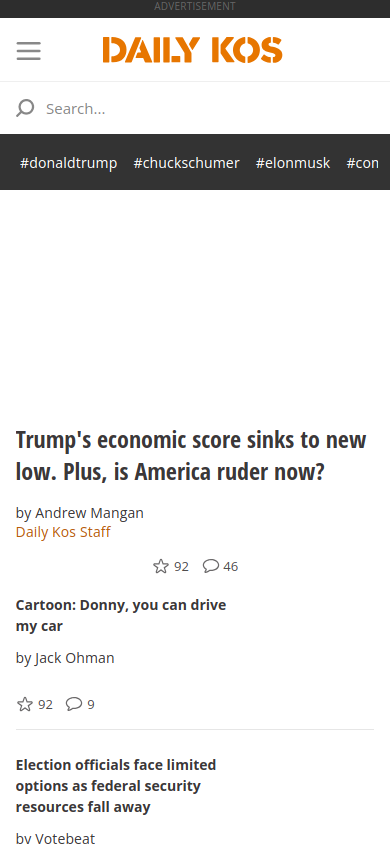 ADVERTISEMENT
DAILY KOS
Search...
#donaldtrump #chuckschumer #elonmusk
Trump's economic score sinks to new
low. Plus, is America ruder now?
by Andrew Mangan
Daily Kos Staff
92 46
Cartoon: Donny, you can drive
my car
by Jack Ohman
92 9
Election officials face limited
options as federal security
resources fall away
by Votebeat